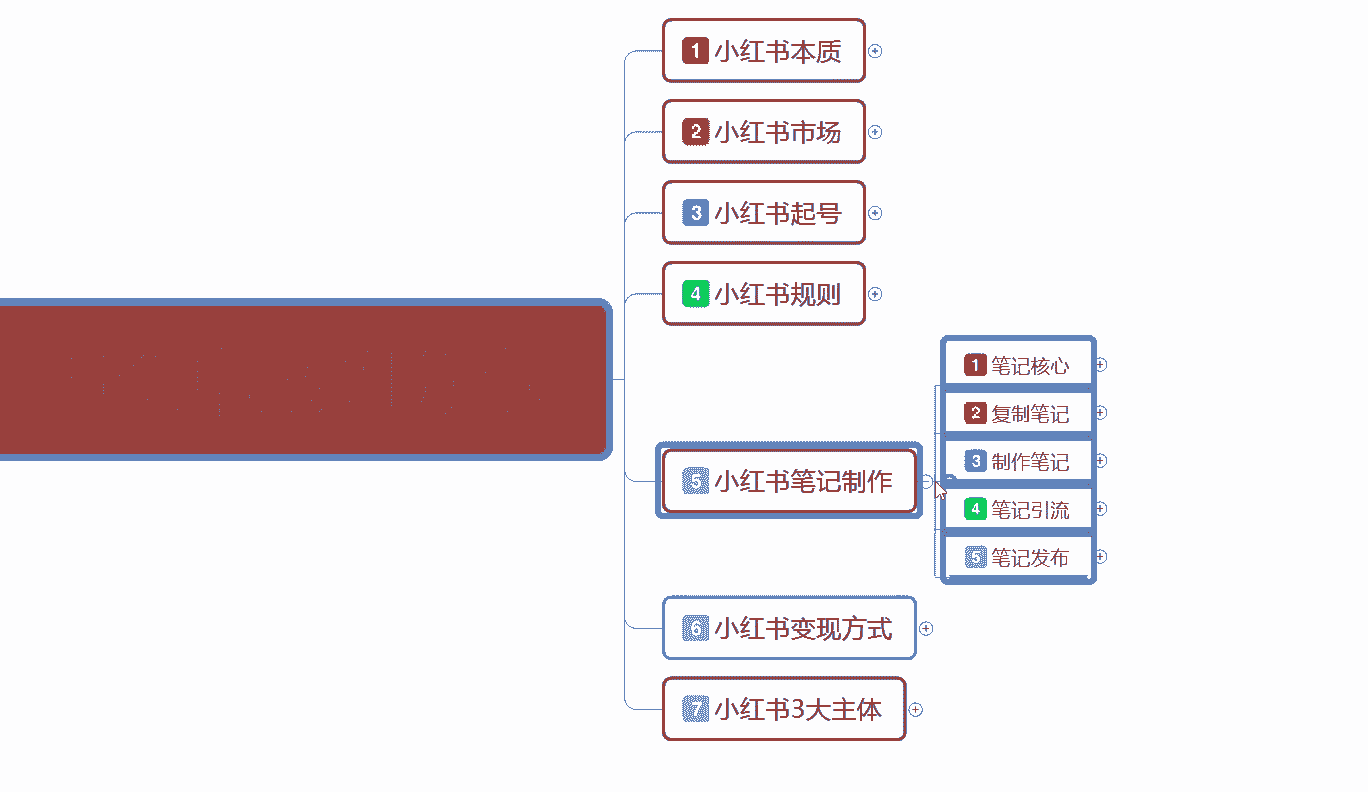 1 小红书本质
2 小红书市场
3 小红书起号
4 小红书规则
5 小红书笔记制作
1 笔记核心
2 复制笔记
3 制作笔记
4 笔记引流
5 笔记发布
6 小红书变现方式
7 小红书3大主体